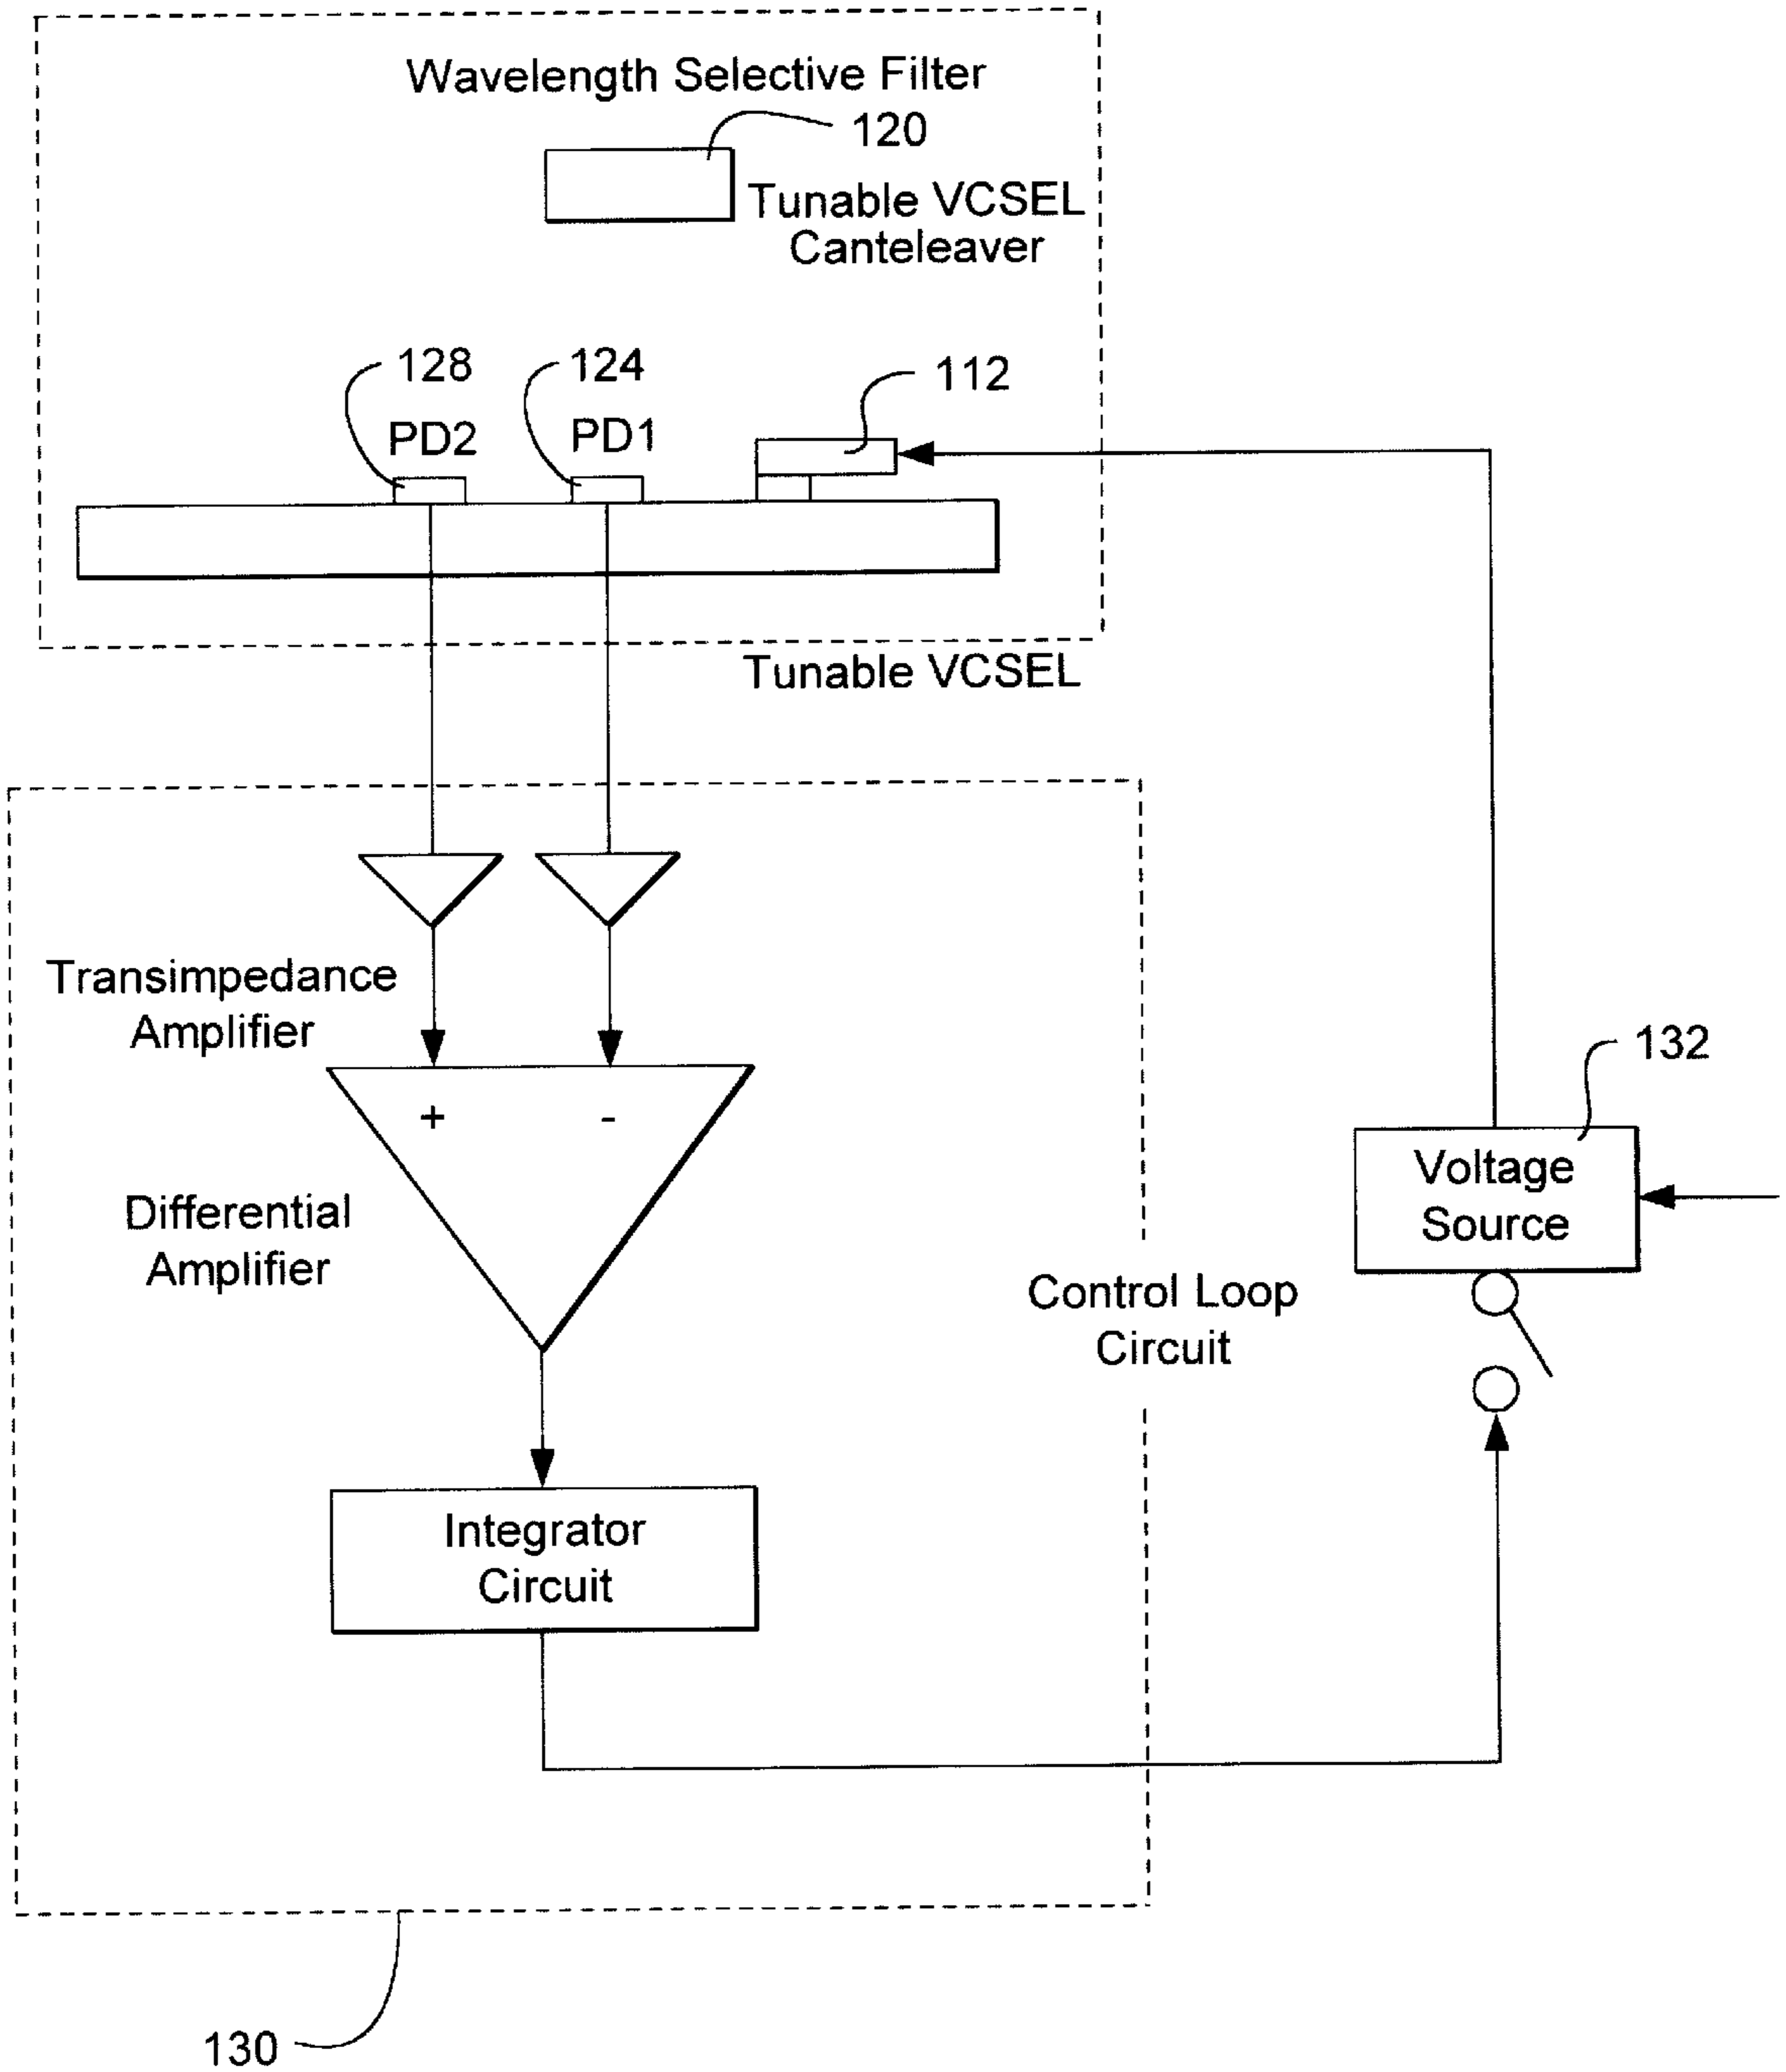 Wavelength Selective Filter
120
Tunable VCSEL
Canteleaver
128
124
112
PD2
PD1
Tunable VCSEL
Transimpedance
Amplifier
132
+
-
Voltage
Source
Differential
Amplifier
Control Loop
Circuit
Integrator
Circuit
130